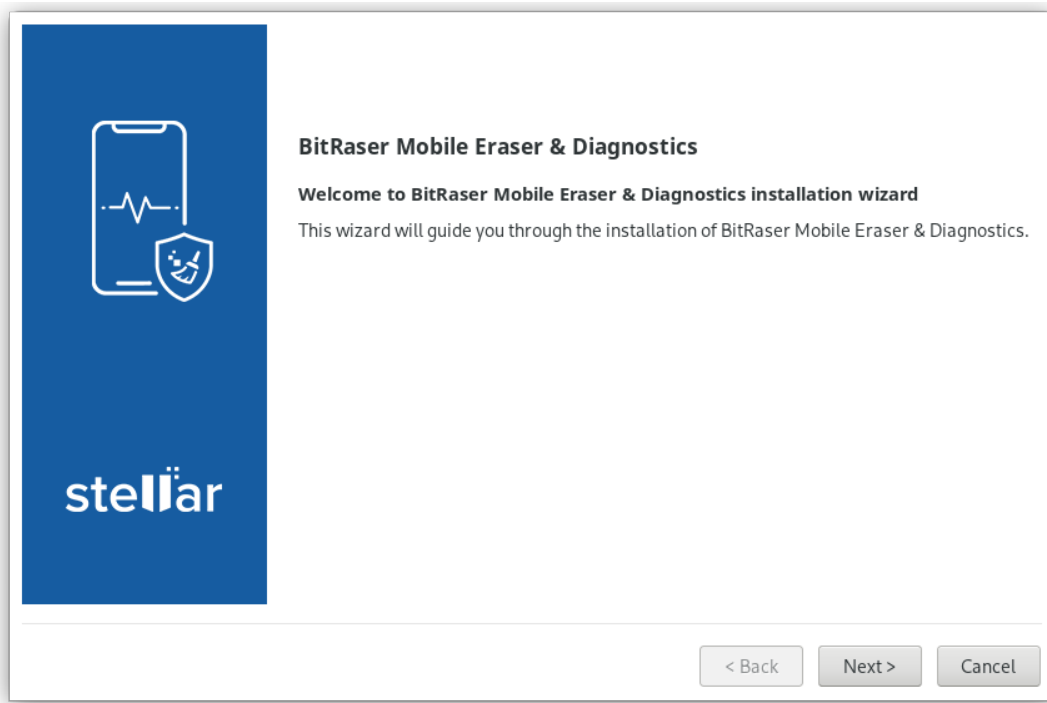 BitRaser Mobile Eraser & Diagnostics
Welcome to BitRaser Mobile Eraser & Diagnostics installation wizard
This wizard will guide you through the installation of BitRaser Mobile Eraser & Diagnostics.
stellar
< Back
Next >
Cancel